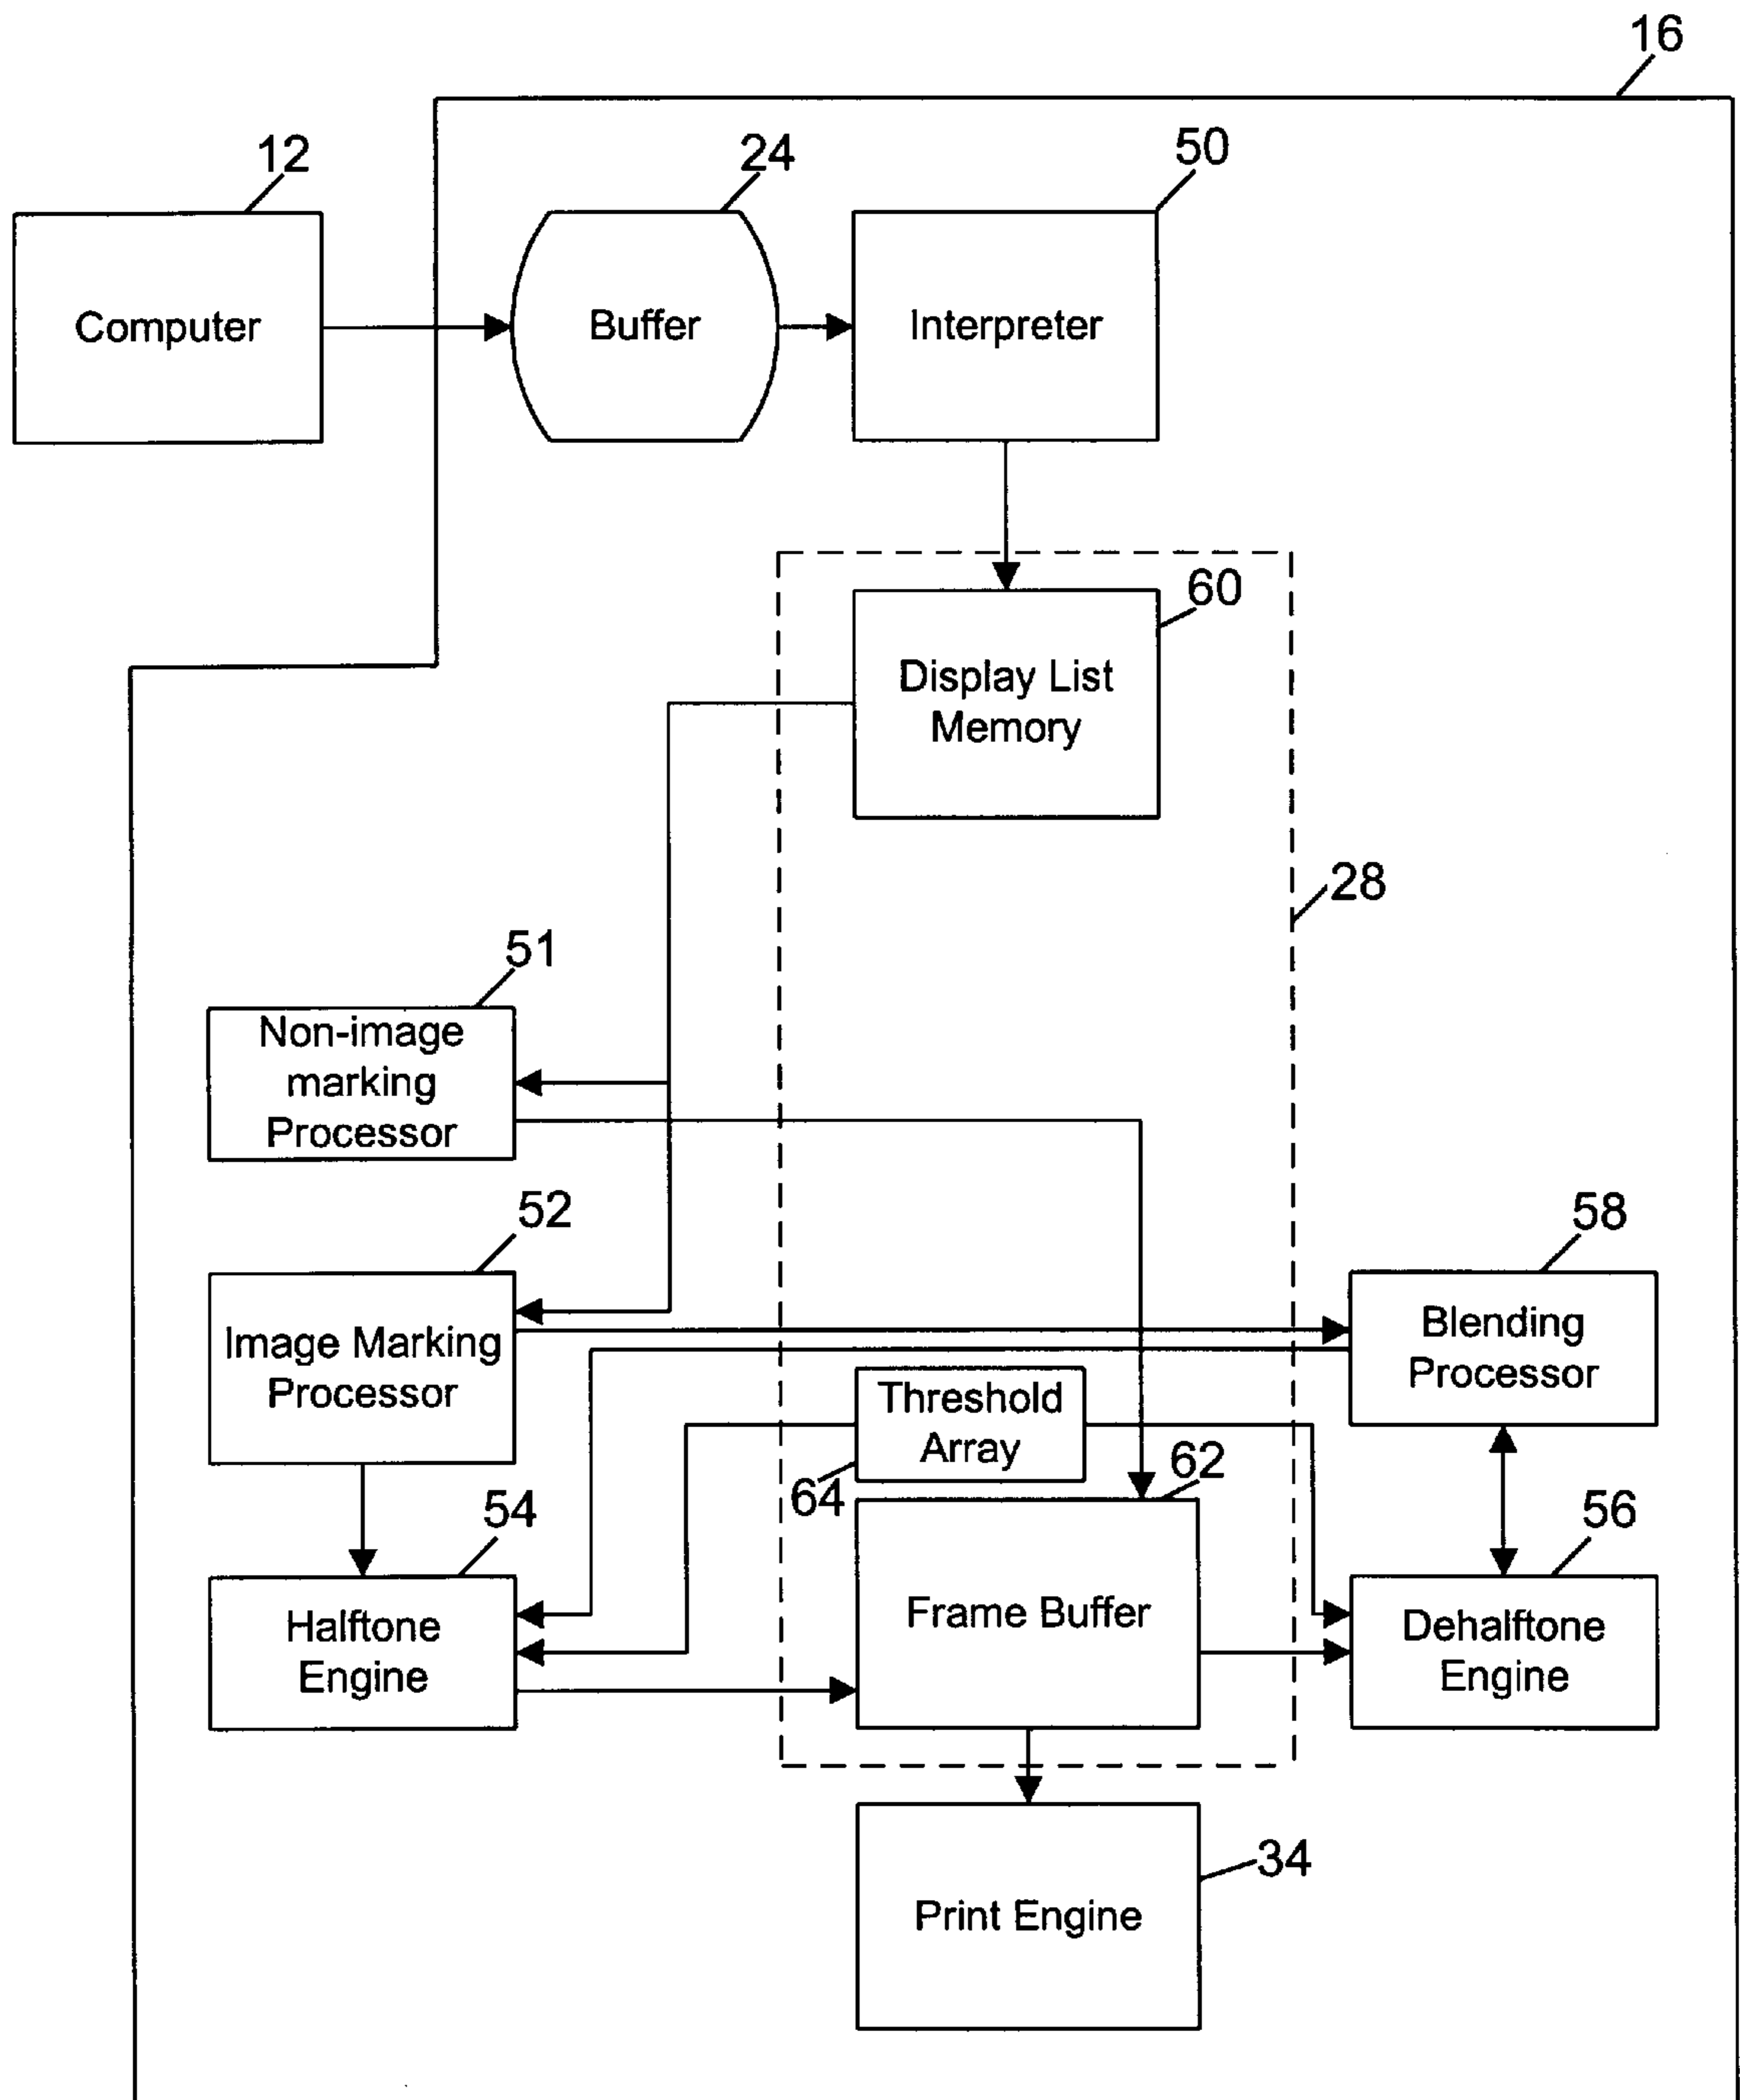 16
12
24
50
Computer
Buffer
Interpreter
60
Display List
Memory
28
51
Non-image
marking
Processor
52
58
Image Marking
Processor
Blending
Processor
Threshold
Array
64
62
54
56
Halftone
Engine
Frame Buffer
Dehalftone
Engine
34
Print Engine